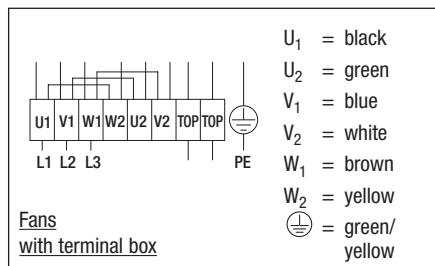 U1 V1 W1 W2 U2 V2 TOP TOP
L1 L2 L3 PE
Fans
with terminal box
U₁ = black
U₂ = green
V₁ = blue
V₂ = white
W₁ = brown
W₂ = yellow
⏚ = green/
yellow